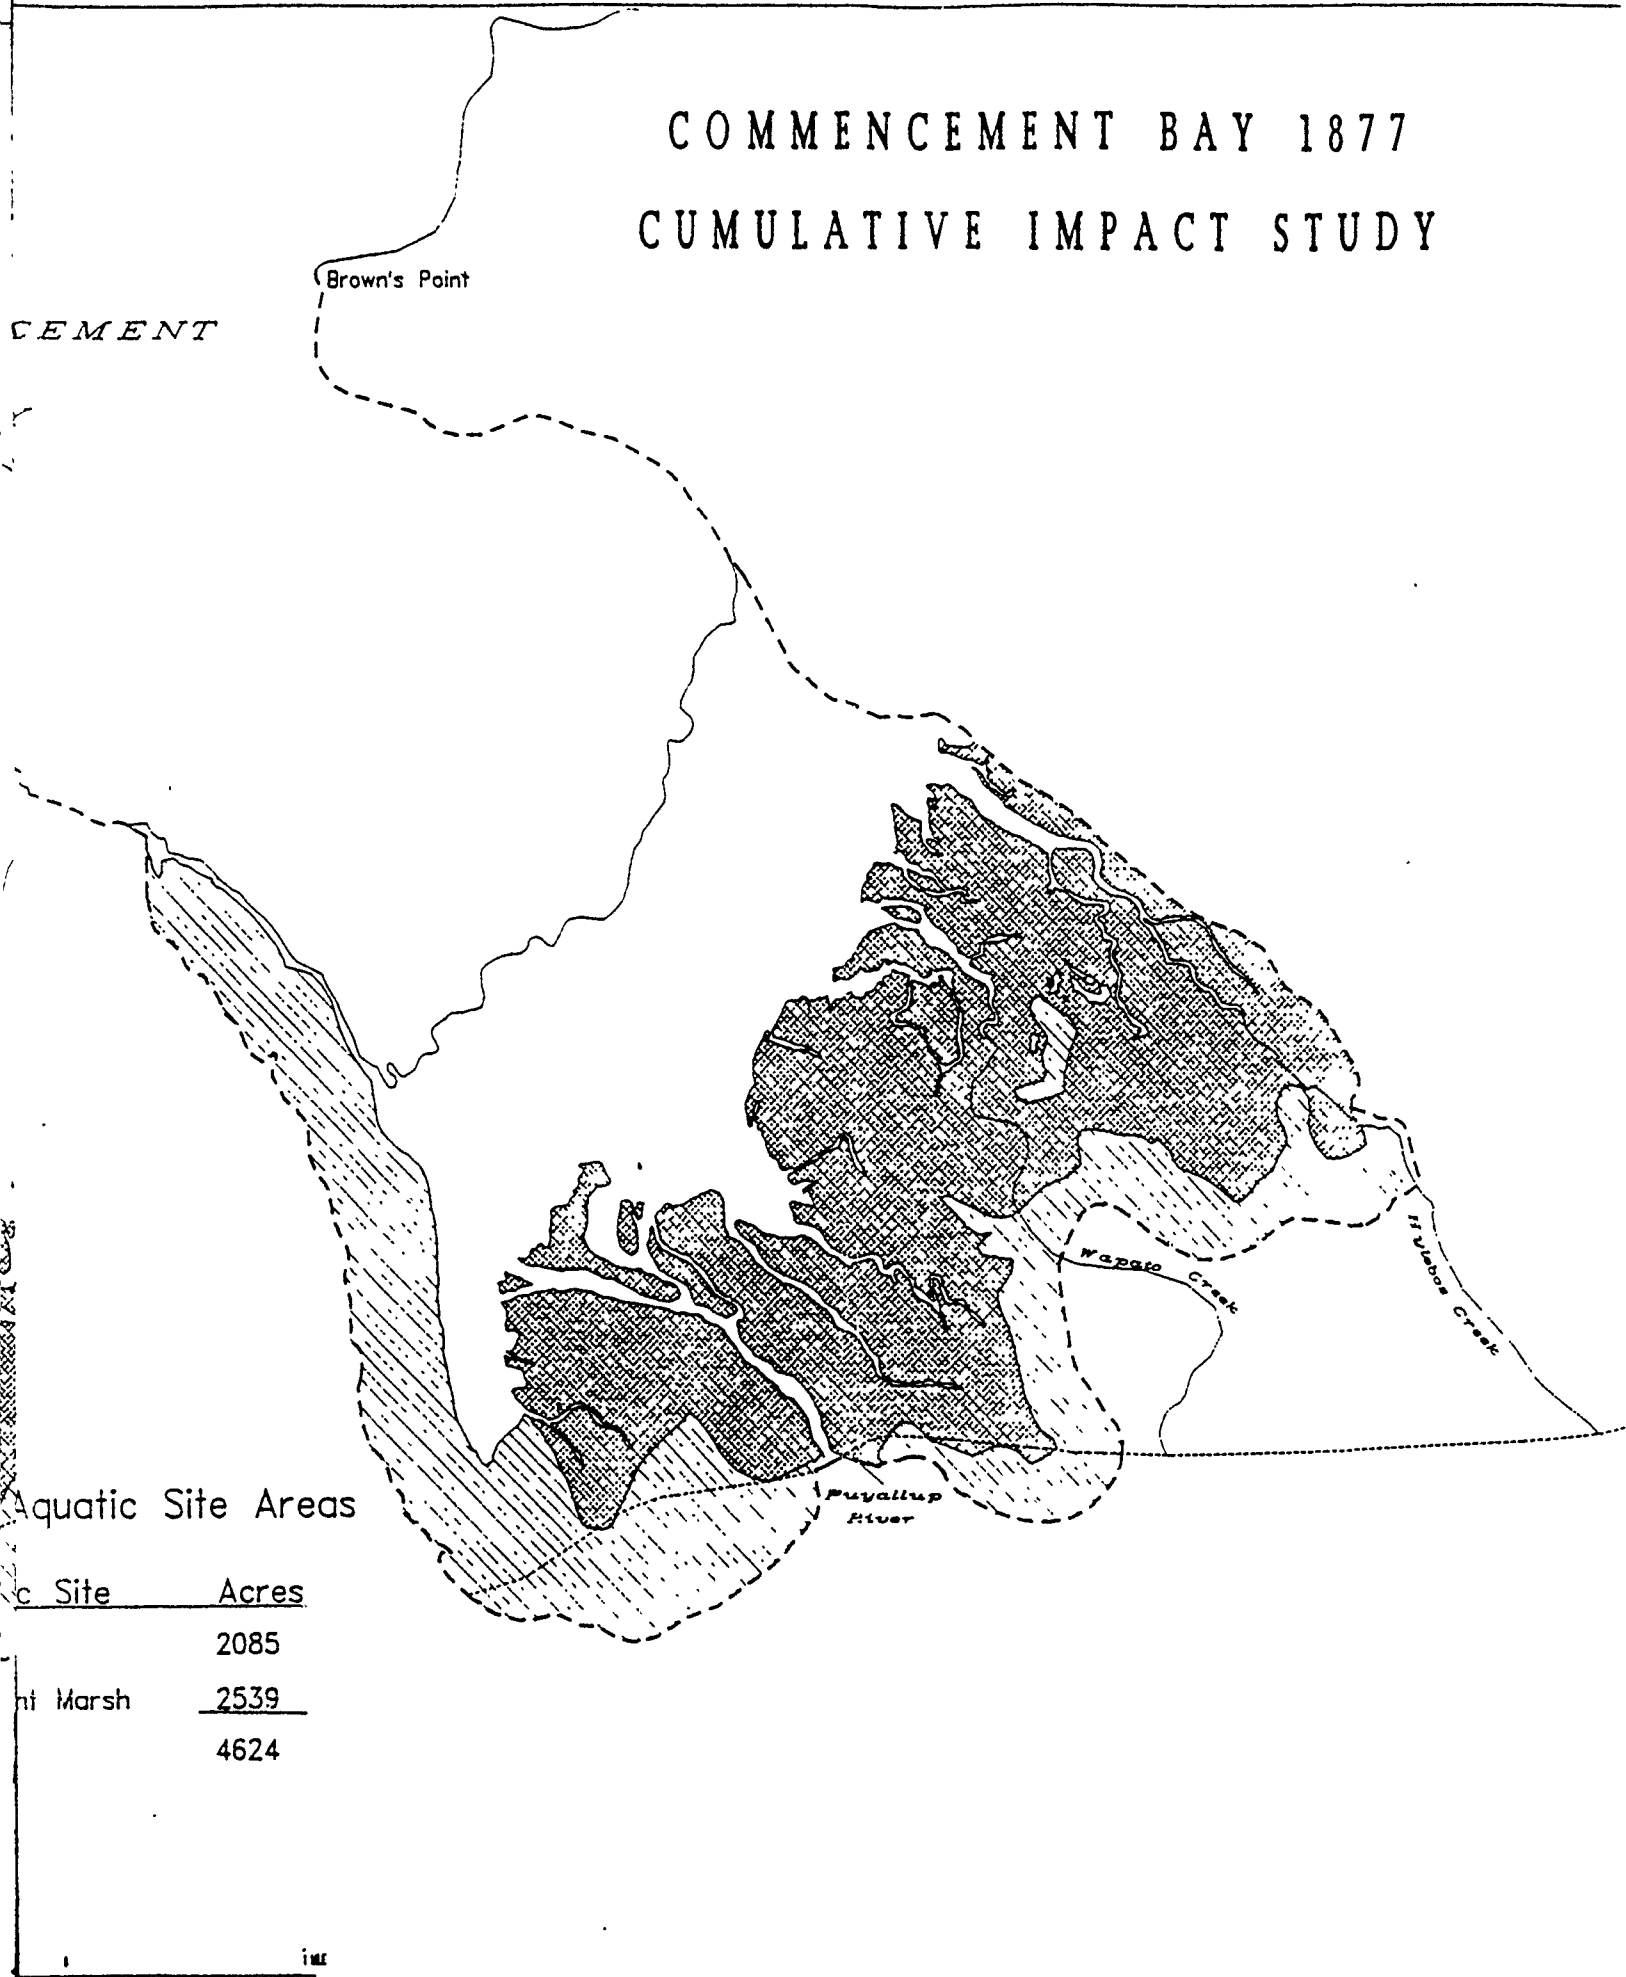 COMMENCEMENT BAY 1877
CUMULATIVE IMPACT STUDY
Brown's Point
CEMENT
Wapato Creek
Hylebos Creek
Puyallup
River
Aquatic Site Areas
c Site Acres
2085
nt Marsh 2539
4624